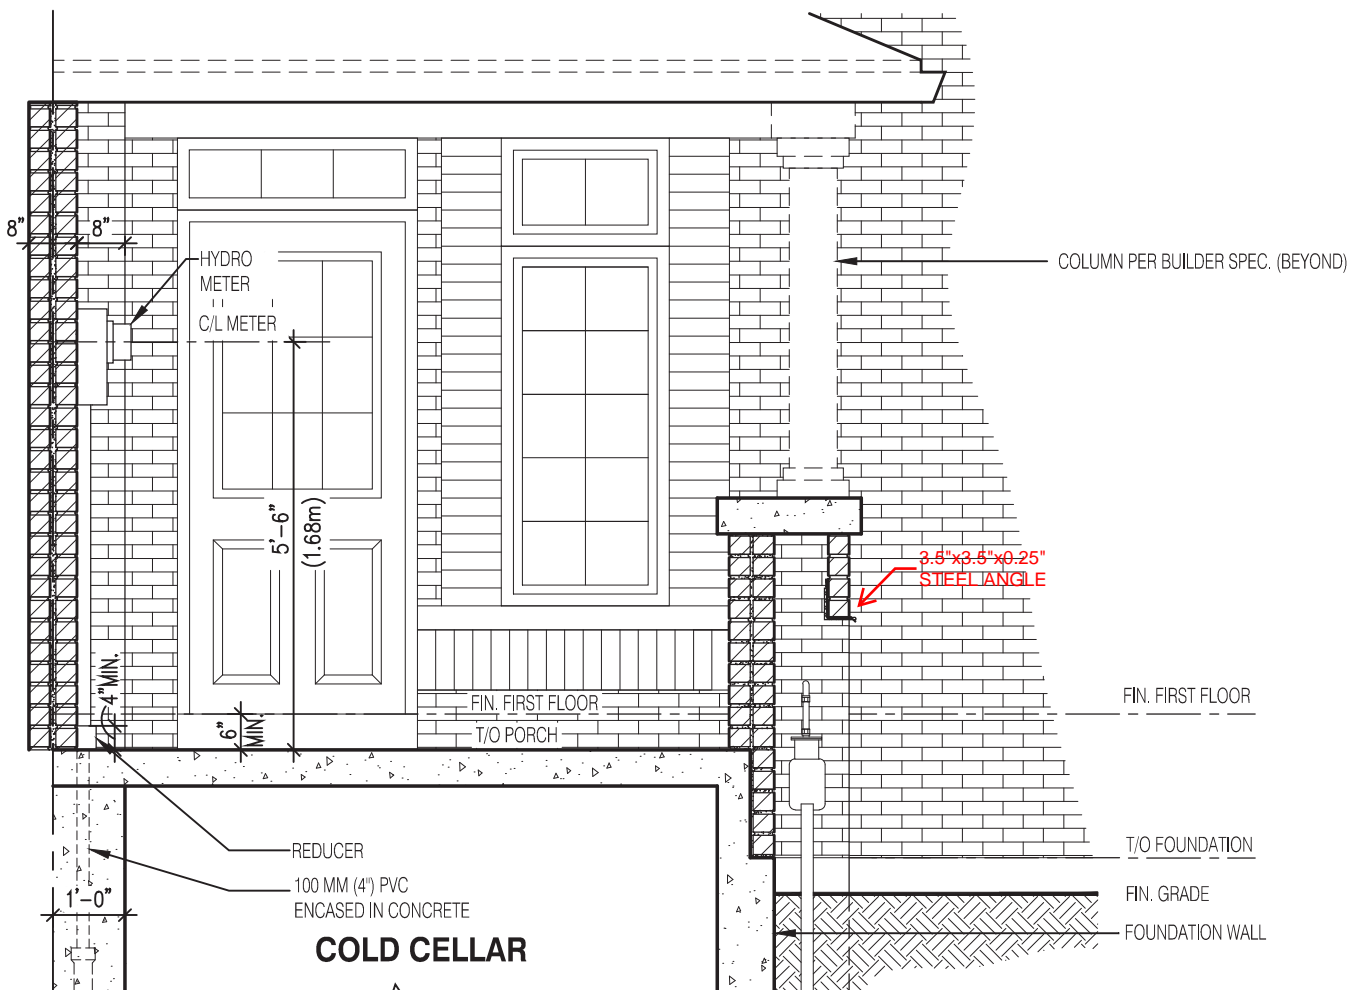 8"
8"
HYDRO
METER
C/L METER
COLUMN PER BUILDER SPEC. (BEYOND)
5'-6"
(1.68m)
3.5"x3.5"x0.25"
STEEL ANGLE
4"MIN.
6"
MIN.
FIN. FIRST FLOOR
T/O PORCH
FIN. FIRST FLOOR
REDUCER
T/O FOUNDATION
100 MM (4") PVC
ENCASED IN CONCRETE
1'-0"
FIN. GRADE
FOUNDATION WALL
COLD CELLAR